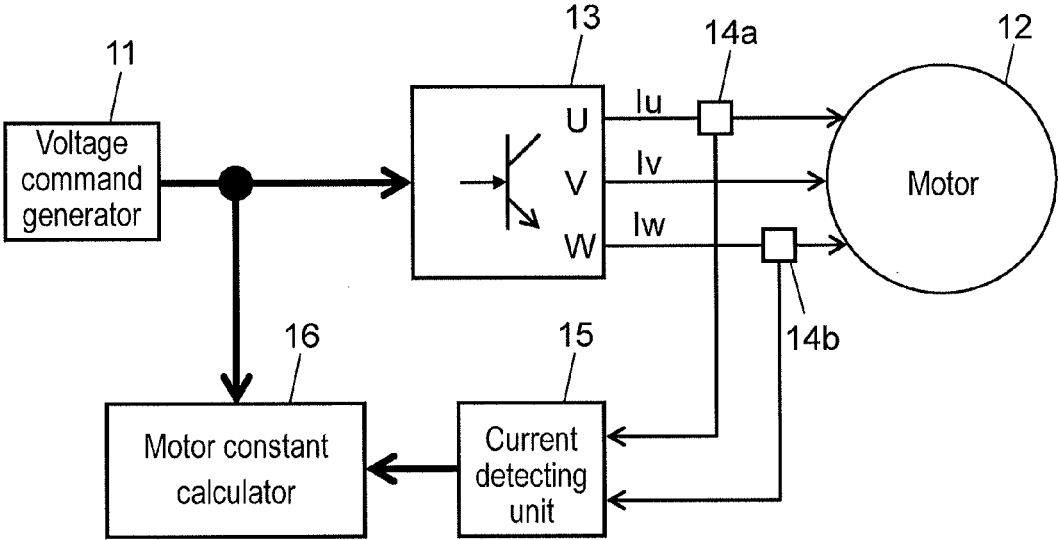 11
13
14a
12
Voltage
command
generator
U
Iu
V
Iv
W
Iw
Motor
14b
16
15
Motor constant
calculator
Current
detecting
unit